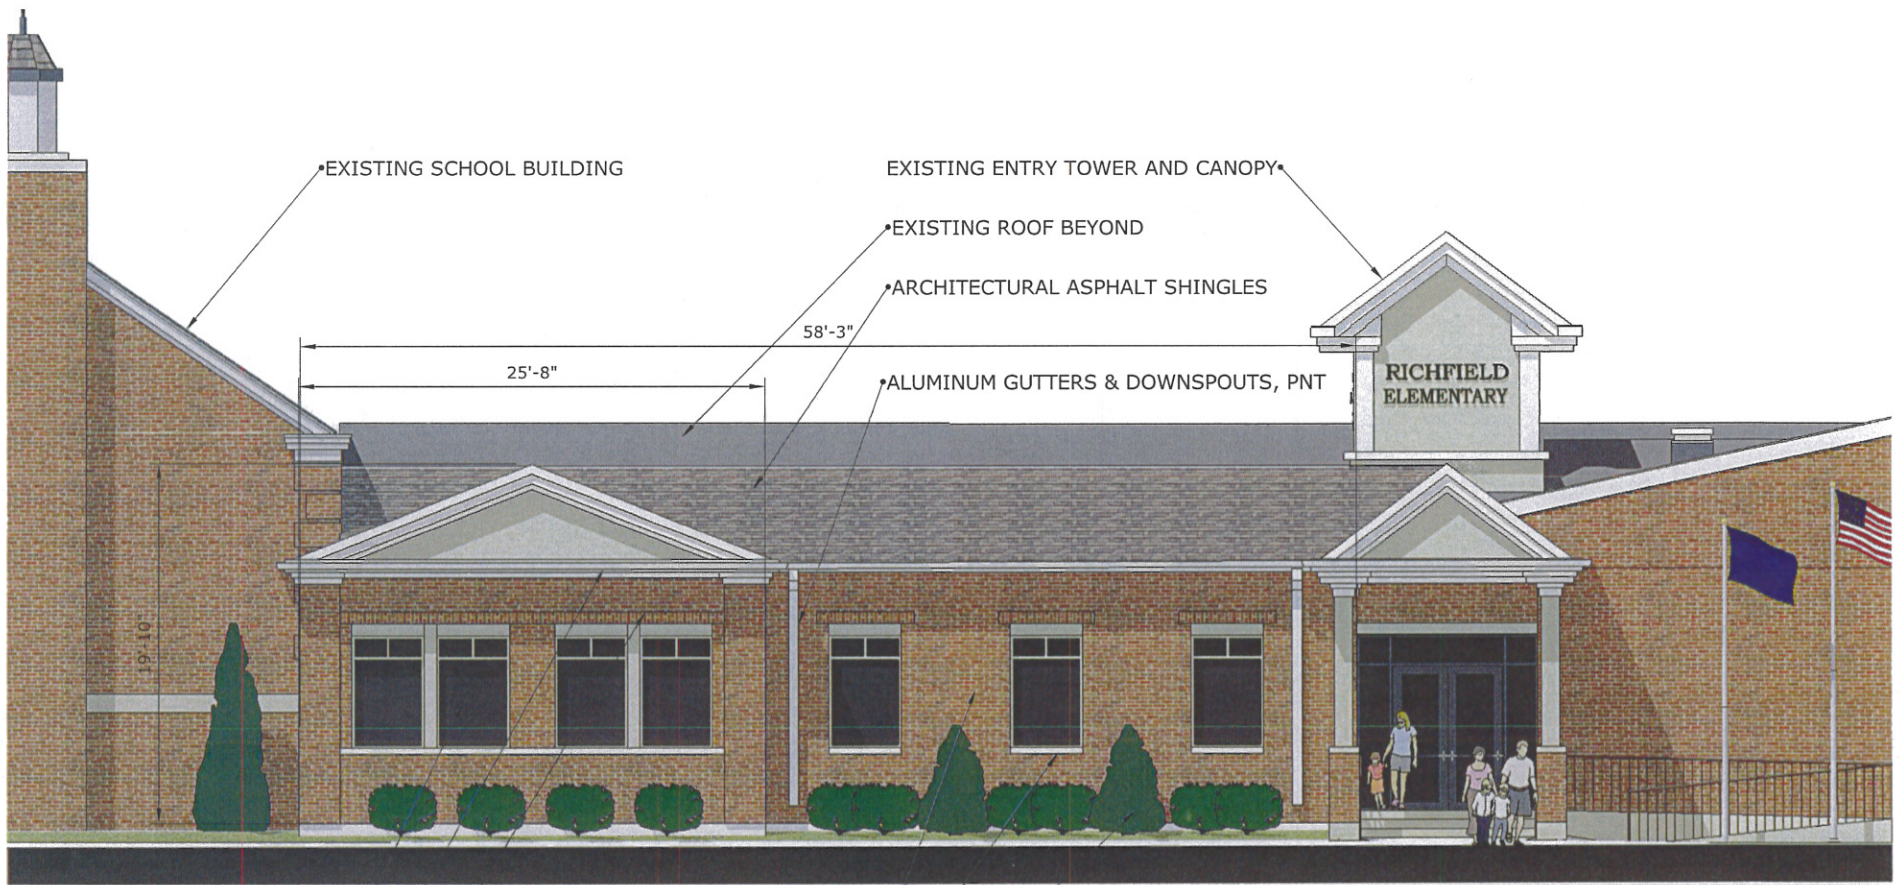 EXISTING SCHOOL BUILDING
EXISTING ENTRY TOWER AND CANOPY
EXISTING ROOF BEYOND
ARCHITECTURAL ASPHALT SHINGLES
58'-3"
25'-8"
ALUMINUM GUTTERS & DOWNSPOUTS, PNT
RICHFIELD
ELEMENTARY
19'-10"